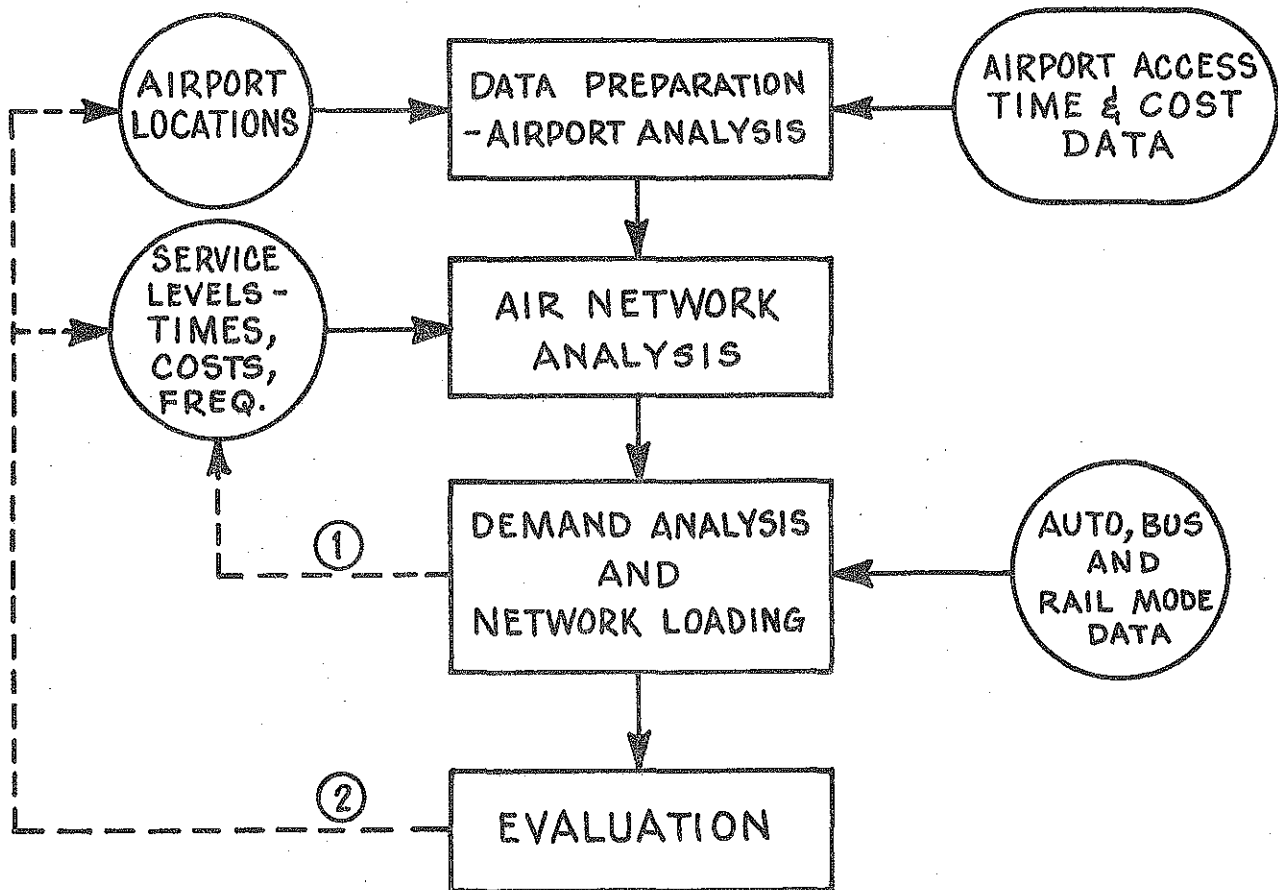 AIRPORT
LOCATIONS
DATA PREPARATION
-AIRPORT ANALYSIS
AIRPORT ACCESS
TIME & COST
DATA
SERVICE
LEVELS-
TIMES,
COSTS,
FREQ.
AIR NETWORK
ANALYSIS
1
DEMAND ANALYSIS
AND
NETWORK LOADING
AUTO, BUS
AND
RAIL MODE
DATA
2
EVALUATION